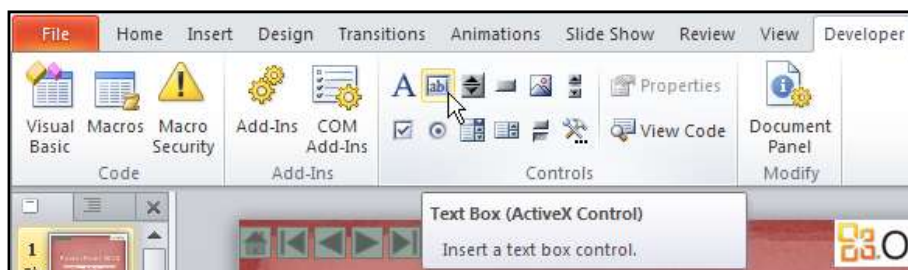 File Home Insert Design Transitions Animations Slide Show Review View Developer
A ab
Visual Basic Macros Macro Security Add-Ins COM Add-Ins Properties View Code Document Panel
Code Add-Ins Controls Modify
Text Box (ActiveX Control)
Insert a text box control.
1
O